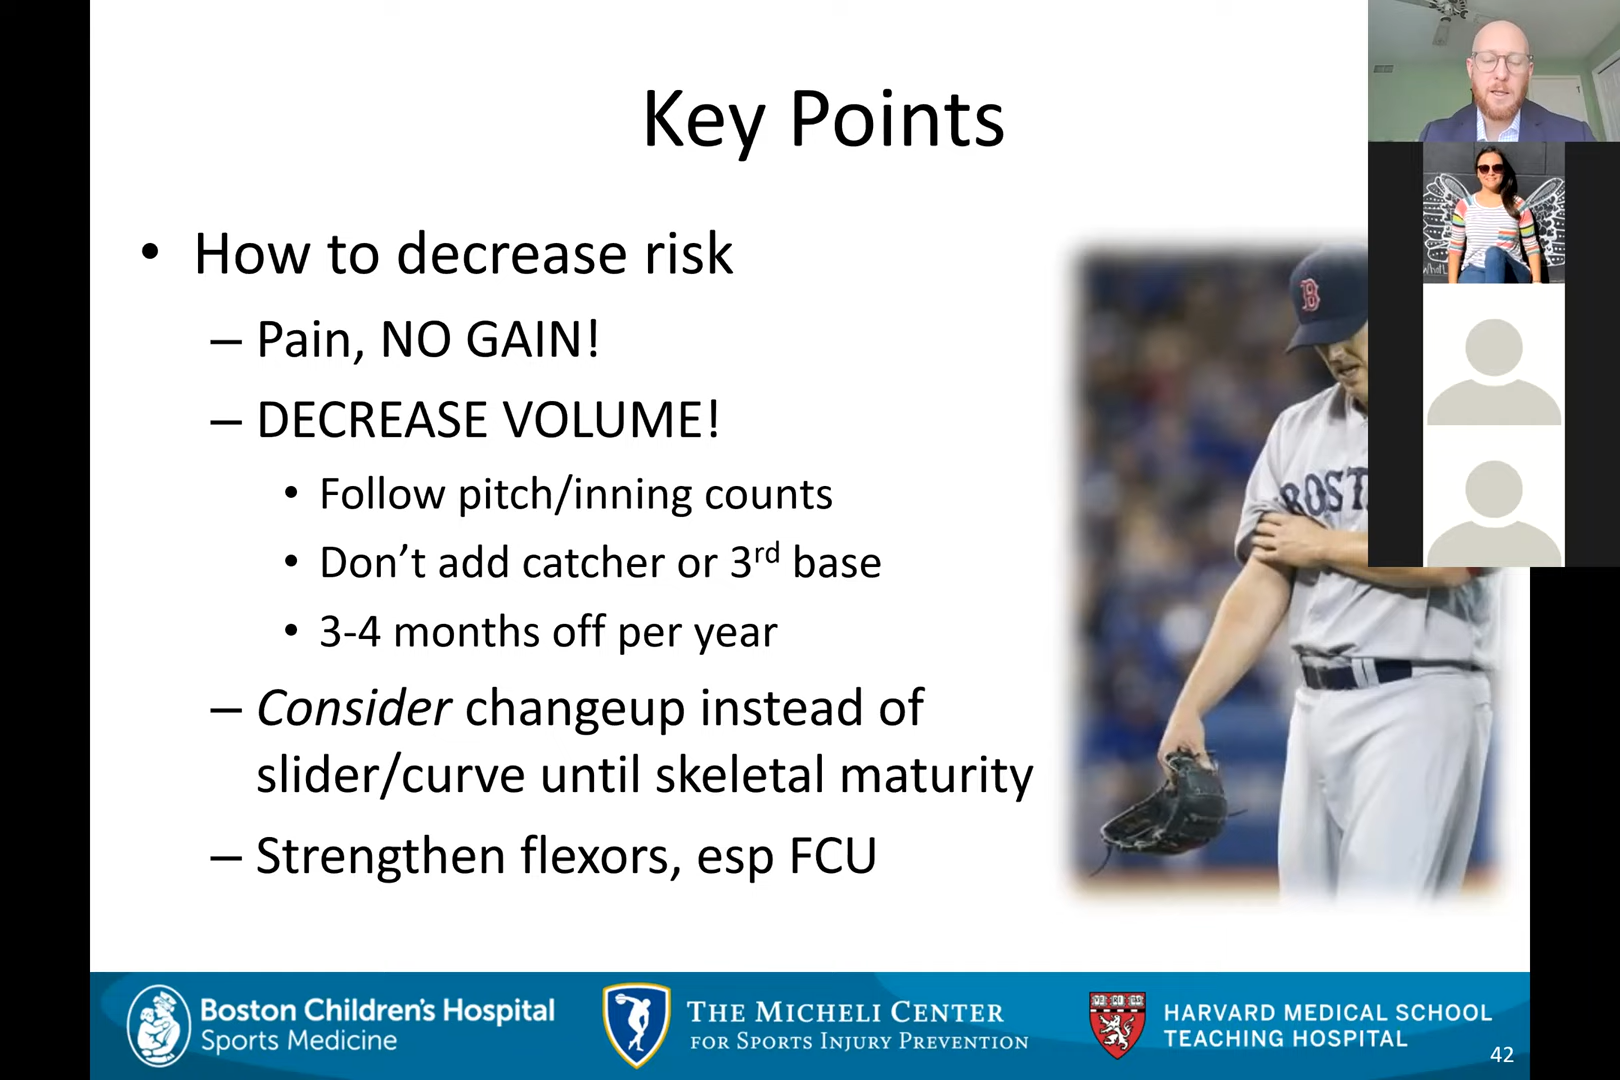 Key Points
• How to decrease risk
– Pain, NO GAIN!
– DECREASE VOLUME!
• Follow pitch/inning counts
• Don’t add catcher or 3rd base
• 3-4 months off per year
– Consider changeup instead of
slider/curve until skeletal maturity
– Strengthen flexors, esp FCU
B
BOST
Boston Children’s Hospital
Sports Medicine
THE MICHELI CENTER
FOR SPORTS INJURY PREVENTION
HARVARD MEDICAL SCHOOL
TEACHING HOSPITAL
42